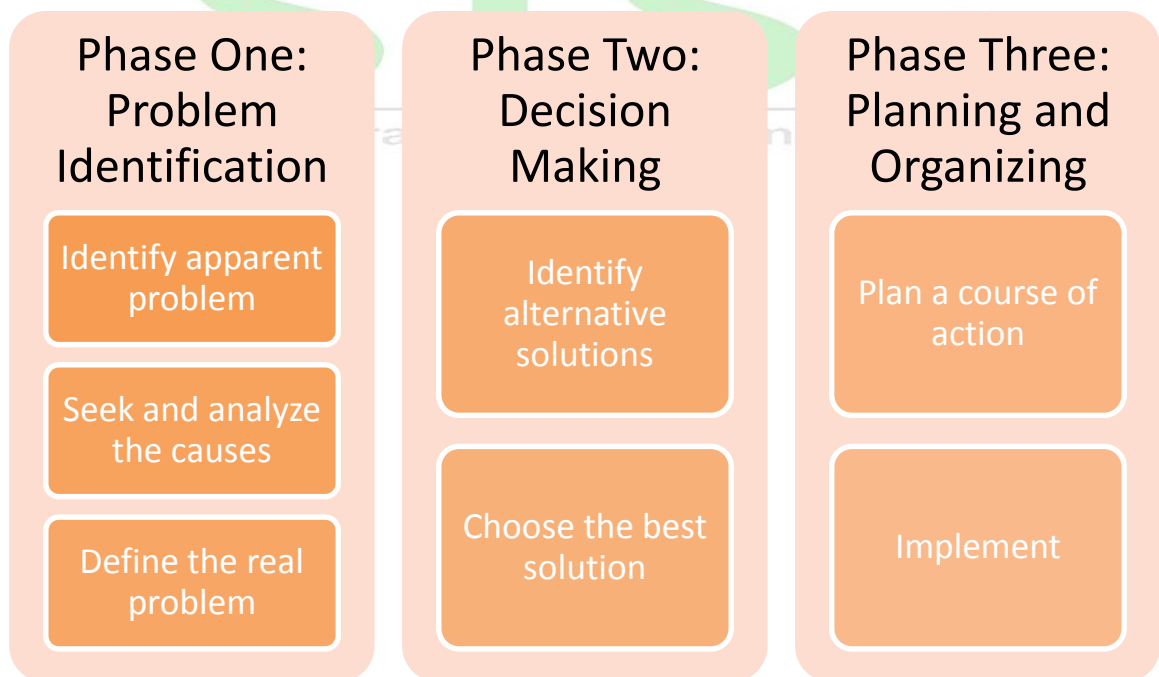 Phase One:
Problem
Identification
Identify apparent
problem
Seek and analyze
the causes
Define the real
problem
Phase Two:
Decision
Making
Identify
alternative
solutions
Choose the best
solution
Phase Three:
Planning and
Organizing
Plan a course of
action
Implement